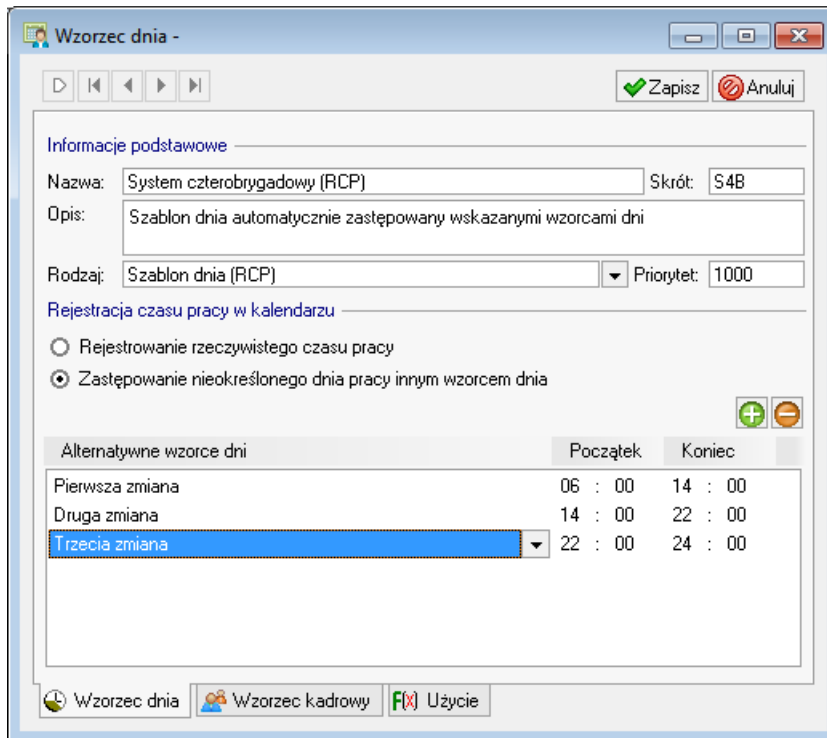 Wzorzec dnia -
Zapisz Anuluj
Informacje podstawowe
Nazwa: System czterobrygadowy (RCP) Skrót: S4B
Opis: Szablon dnia automatycznie zastępowany wskazanymi wzorcami dni
Rodzaj: Szablon dnia (RCP) Priorytet: 1000
Rejestracja czasu pracy w kalendarzu
Rejestrowanie rzeczywistego czasu pracy
Zastępowanie nieokreślonego dnia pracy innym wzorcem dnia
Alternatywne wzorce dni Początek Koniec
Pierwsza zmiana 06 : 00 14 : 00
Druga zmiana 14 : 00 22 : 00
Trzecia zmiana 22 : 00 24 : 00
Wzorzec dnia Wzorzec kadrowy F(X) Użycie